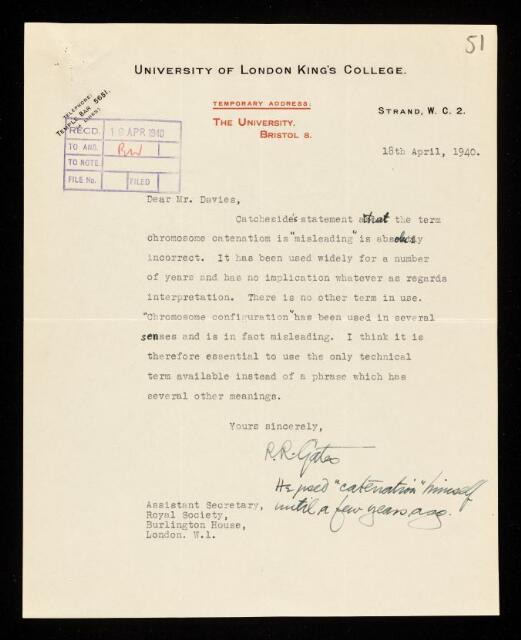 51
UNIVERSITY OF LONDON KING'S COLLEGE.
TELEPHONE:
TEMPLE BAR 5651.
TEMPORARY ADDRESS:
THE UNIVERSITY,
BRISTOL 8.
STRAND, W. C. 2.
RECD. 19 APR 1940
TO ANS. RW
TO NOTE
FILE No. FILED
18th April, 1940.
Dear Mr. Davies,
Catcheside's statement that the term
chromosome catenation is "misleading" is
incorrect. It has been used widely for a number
of years and has no implication whatever as regards
interpretation. There is no other term in use.
"Chromosome configuration" has been used in several
senses and is in fact misleading. I think it is
therefore essential to use the only technical
term available instead of a phrase which has
several other meanings.
Yours sincerely,
R.R. Gates
He used "catenation" himself
until a few years ago.
Assistant Secretary,
Royal Society,
Burlington House,
London. W.1.